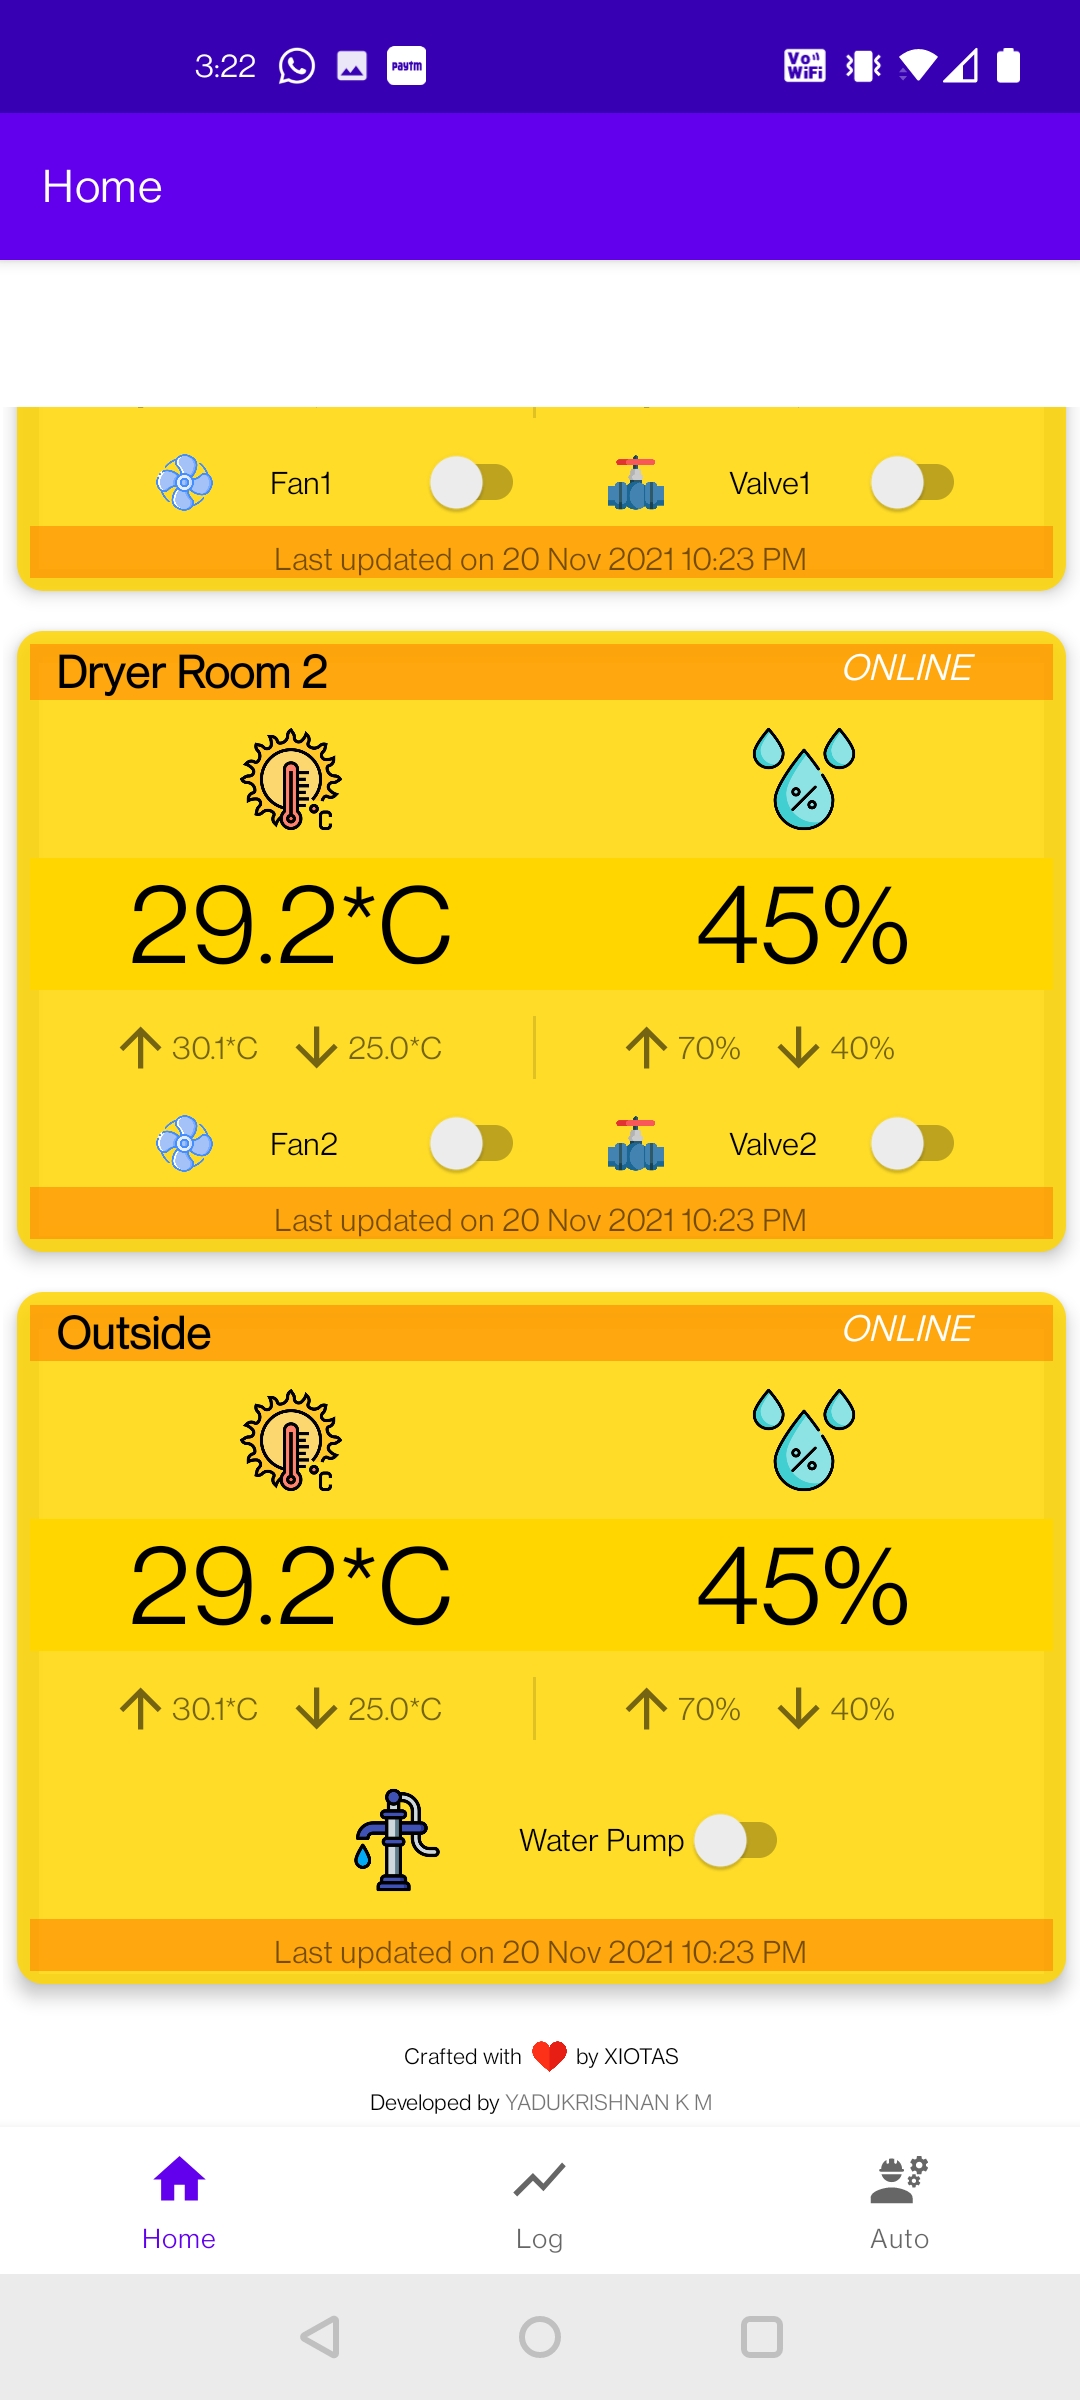 3:22 paytm Vo WiFi
Home
Fan1 Valve1
Last updated on 20 Nov 2021 10:23 PM
Dryer Room 2 ONLINE
°C %
29.2*C 45%
30.1*C 25.0*C 70% 40%
Fan2 Valve2
Last updated on 20 Nov 2021 10:23 PM
Outside ONLINE
°C %
29.2*C 45%
30.1*C 25.0*C 70% 40%
Water Pump
Last updated on 20 Nov 2021 10:23 PM
Crafted with by XIOTAS
Developed by YADUKRISHNAN K M
Home Log Auto